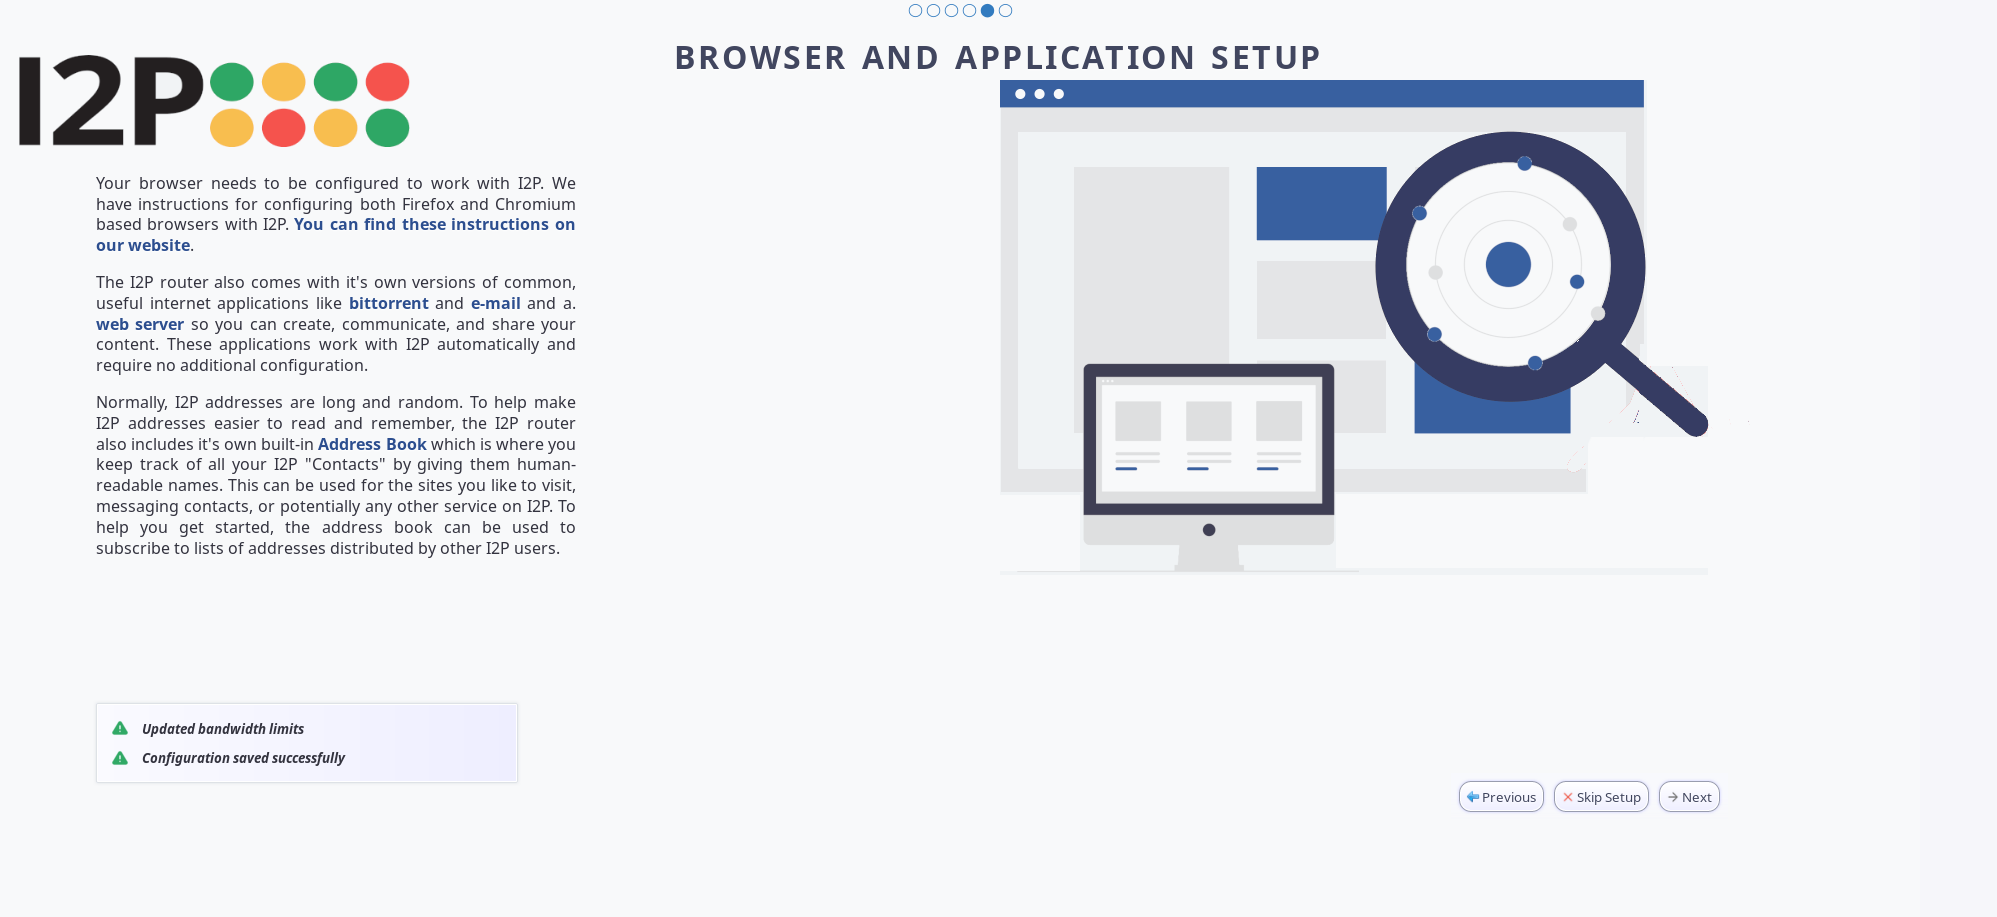 BROWSER AND APPLICATION SETUP
I2P
Your browser needs to be configured to work with I2P. We
have instructions for configuring both Firefox and Chromium
based browsers with I2P. You can find these instructions on
our website.
The I2P router also comes with it's own versions of common,
useful internet applications like bittorrent and e-mail and a.
web server so you can create, communicate, and share your
content. These applications work with I2P automatically and
require no additional configuration.
Normally, I2P addresses are long and random. To help make
I2P addresses easier to read and remember, the I2P router
also includes it's own built-in Address Book which is where you
keep track of all your I2P "Contacts" by giving them human-
readable names. This can be used for the sites you like to visit,
messaging contacts, or potentially any other service on I2P. To
help you get started, the address book can be used to
subscribe to lists of addresses distributed by other I2P users.
Updated bandwidth limits
Configuration saved successfully
Previous Skip Setup Next